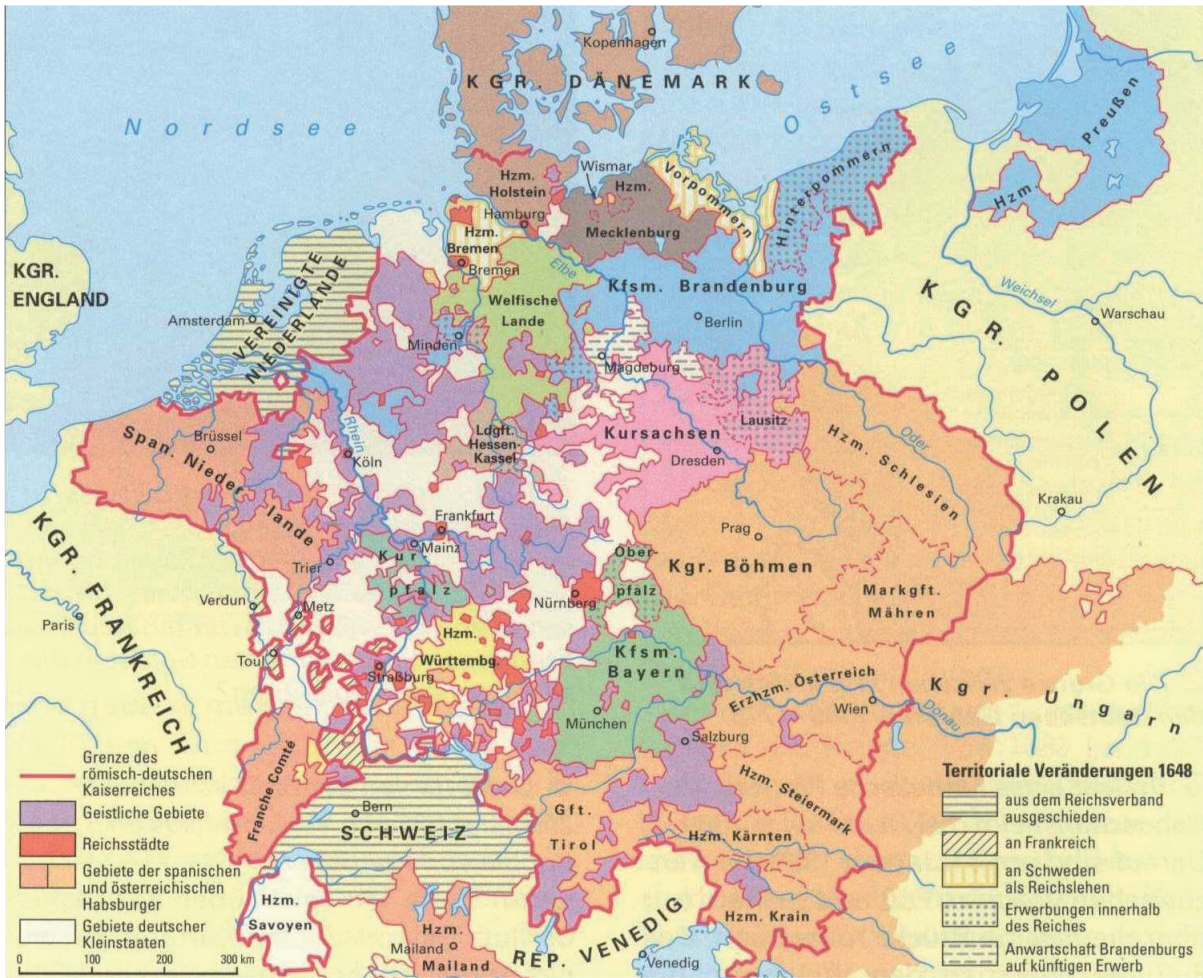 Kopenhagen
KGR. DÄNEMARK
Nordsee
Ostsee
Preußen
Hzm.
Wismar
Hzm.
Holstein
Hzm.
Mecklenburg
Vorpommern
Hinterpommern
Hamburg
Hzm.
Bremen
Bremen
Elbe
KGR.
ENGLAND
VEREINIGTE
NIEDERLANDE
Amsterdam
Welfische
Lande
Kfsm. Brandenburg
Berlin
Minden
Magdeburg
Weichsel
Warschau
KGR. POLEN
Span. Niederlande
Brüssel
Rhein
Köln
Ldgft.
Hessen-
Kassel
Kursachsen
Dresden
Lausitz
Hzm. Schlesien
Oder
Krakau
KGR. FRANKREICH
Paris
Verdun
Metz
Toul
Trier
Frankfurt
Mainz
Kur
pfalz
Nürnberg
Ober-
pfalz
Prag
Kgr. Böhmen
Markgft.
Mähren
Hzm.
Württembg.
Straßburg
Kfsm.
Bayern
München
Erzhzm. Österreich
Wien
Donau
Kgr. Ungarn
Salzburg
Franche Comté
Bern
SCHWEIZ
Gft.
Tirol
Hzm. Steiermark
Hzm. Kärnten
Hzm. Krain
Hzm.
Savoyen
Hzm.
Mailand
Mailand
REP. VENEDIG
Venedig
Grenze des
römisch-deutschen
Kaiserreiches
Geistliche Gebiete
Reichsstädte
Gebiete der spanischen
und österreichischen
Habsburger
Gebiete deutscher
Kleinstaaten
0 100 200 300 km
Territoriale Veränderungen 1648
aus dem Reichsverband
ausgeschieden
an Frankreich
an Schweden
als Reichslehen
Erwerbungen innerhalb
des Reiches
Anwartschaft Brandenburgs
auf künftigen Erwerb